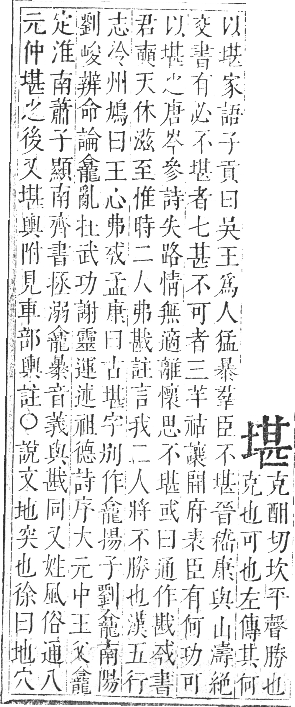 堪
克酣切坎平聲勝也
克也可也左傳其何
以堪家語子貢曰吳王爲人猛暴羣臣不堪晉嵇康與山濤絕
交書有必不堪者七甚不可者三羊祜讓開府表臣有何功可
以堪之唐岑參詩失路情無適離懷思不堪或曰通作戡𢦟書
君奭天休滋至惟時二人弗戡註言我二人將不勝也漢五行
志泠州鳩曰王心弗𢦟孟康曰古堪字别作龕揚子劉龕南陽
劉峻辨命論龕亂扗武功謝靈運述祖德詩序大元中王父龕
定淮南蕭子顯南齊書拯溺龕暴音義與戡同又姓風俗通八
元仲堪之後又堪輿附見車部輿註○說文地突也徐曰地穴